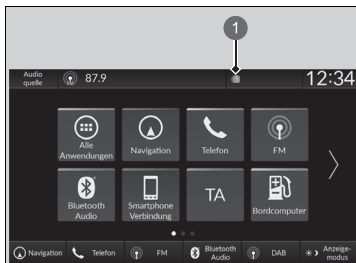 1
Audio
quelle
87.9
12:34
Alle
Anwendungen
Navigation
Telefon
FM
Bluetooth
Audio
Smartphone
Verbindung
TA
Bordcomputer
Navigation
Telefon
FM
Bluetooth
Audio
DAB
Anzeige-
modus